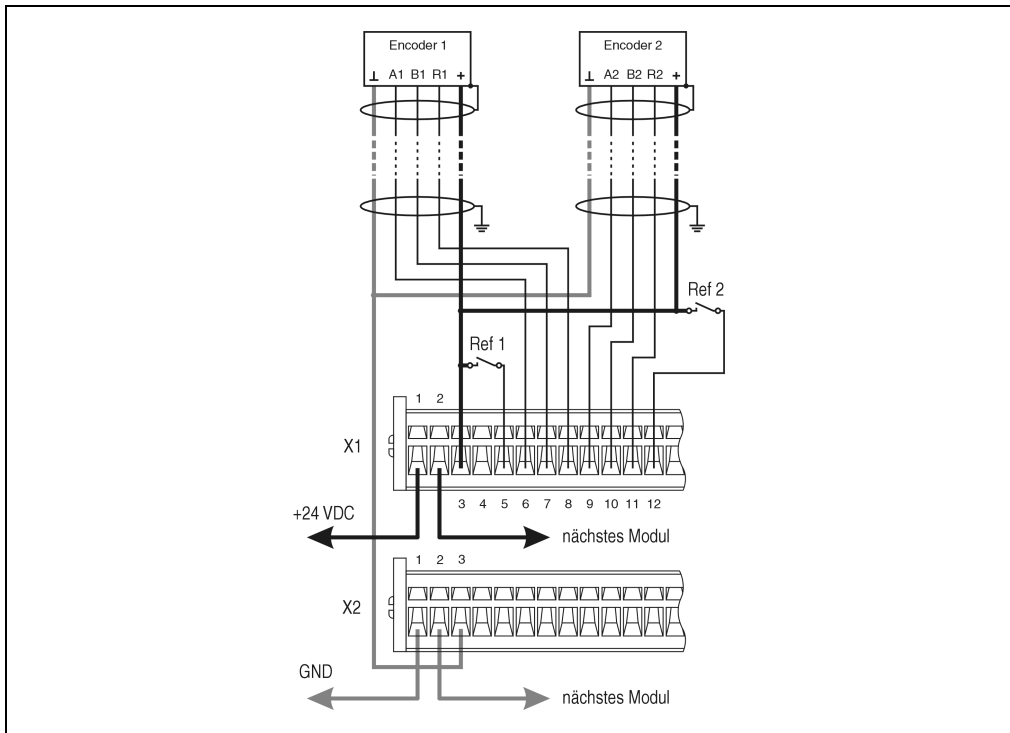 Encoder 1
⊥ A1 B1 R1 +
Encoder 2
⊥ A2 B2 R2 +
Ref 2
Ref 1
1 2
X1
3 4 5 6 7 8 9 10 11 12
+24 VDC
nächstes Modul
1 2 3
X2
GND
nächstes Modul